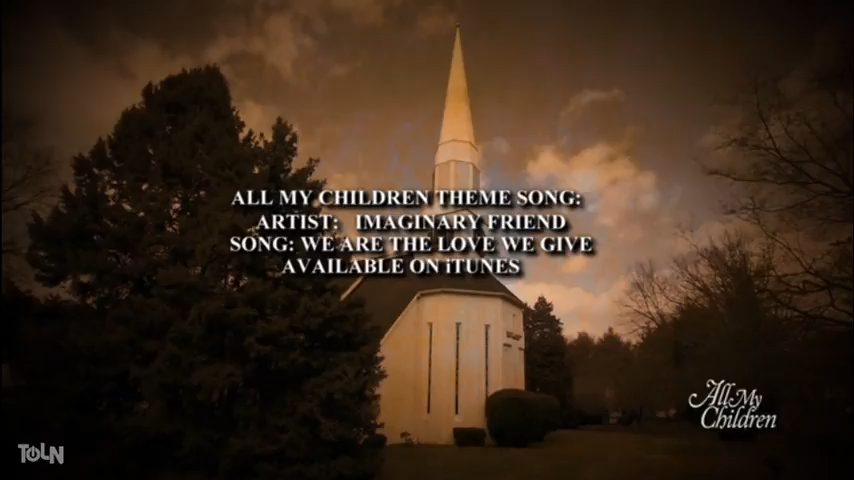 ALL MY CHILDREN THEME SONG:
ARTIST: IMAGINARY FRIEND
SONG: WE ARE THE LOVE WE GIVE
AVAILABLE ON iTUNES
All My
Children
TOLN